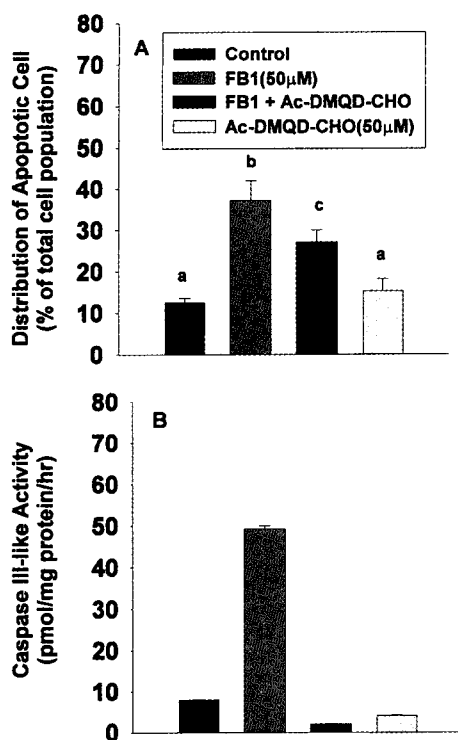 Distribution of Apoptotic Cell
(% of total cell population)
80
70
60
50
40
30
20
10
0
A
Control
FB1(50μM)
FB1 + Ac-DMQD-CHO
Ac-DMQD-CHO(50μM)
a
b
c
a
Caspase III-like Activity
(pmol/mg protein/hr)
80
70
60
50
40
30
20
10
0
B